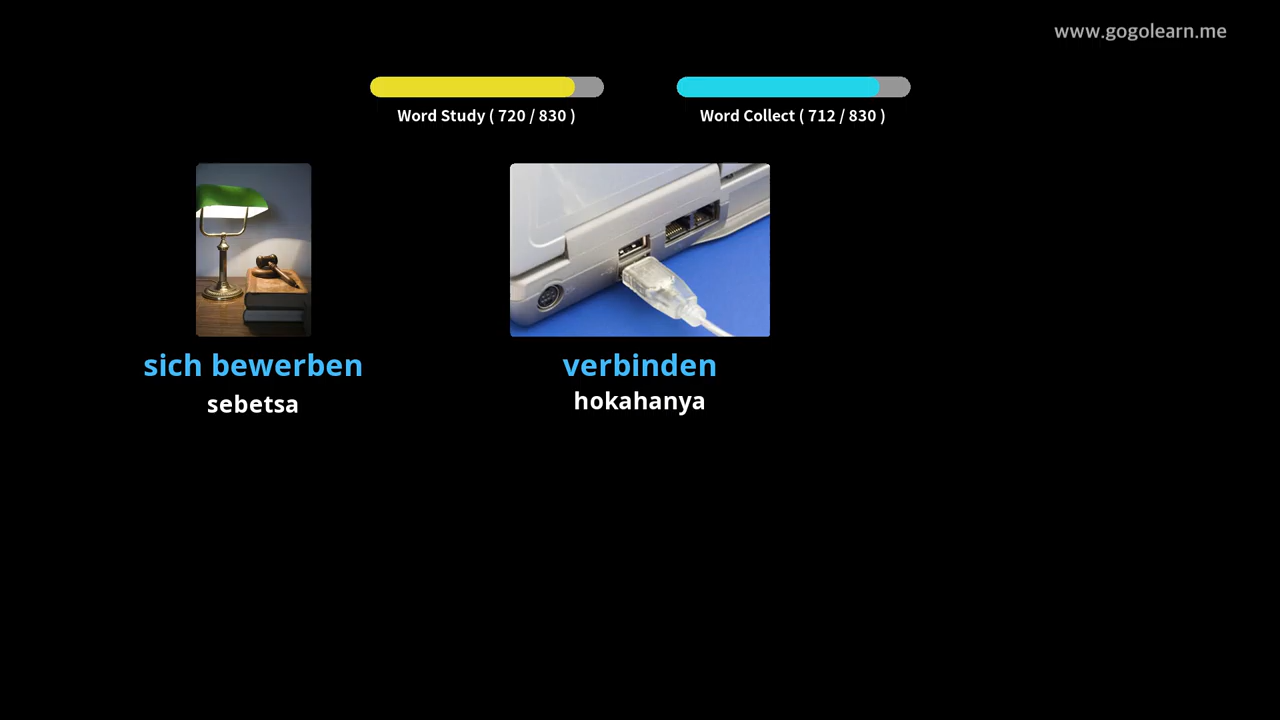 www.gogolearn.me
Word Study ( 720 / 830 )
Word Collect ( 712 / 830 )
sich bewerben
sebetsa
verbinden
hokahanya